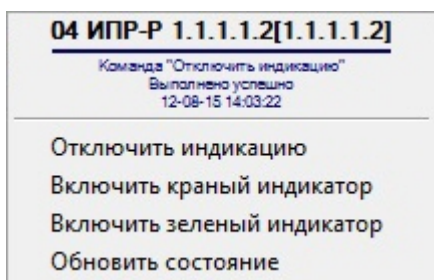 04 ИПР-Р 1.1.1.1.2[1.1.1.1.2]
Команда "Отключить индикацию"
Выполнено успешно
12-08-15 14:03:22
Отключить индикацию
Включить краный индикатор
Включить зеленый индикатор
Обновить состояние